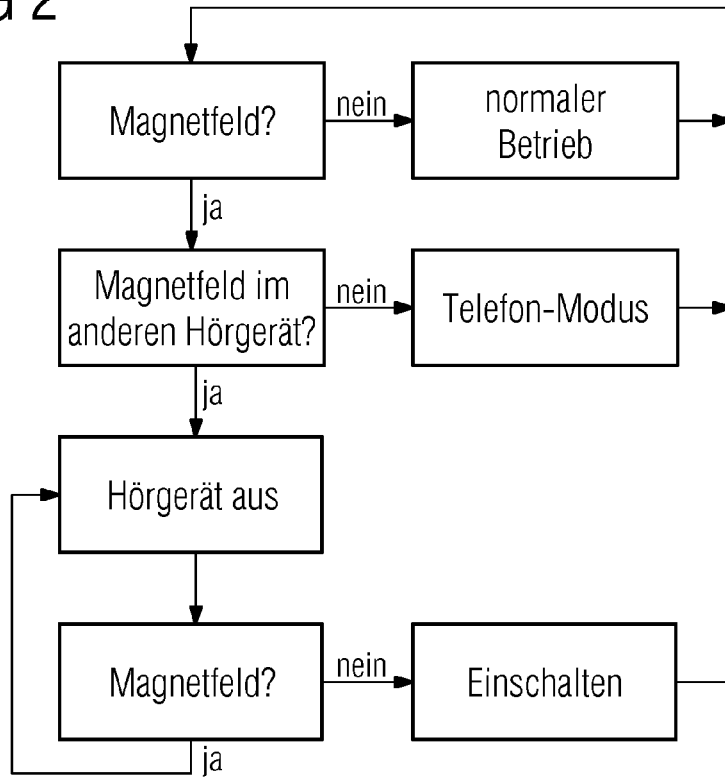 2
Magnetfeld?
nein
normaler
Betrieb
ja
Magnetfeld im
anderen Hörgerät?
nein
Telefon-Modus
ja
Hörgerät aus
Magnetfeld?
nein
Einschalten
ja